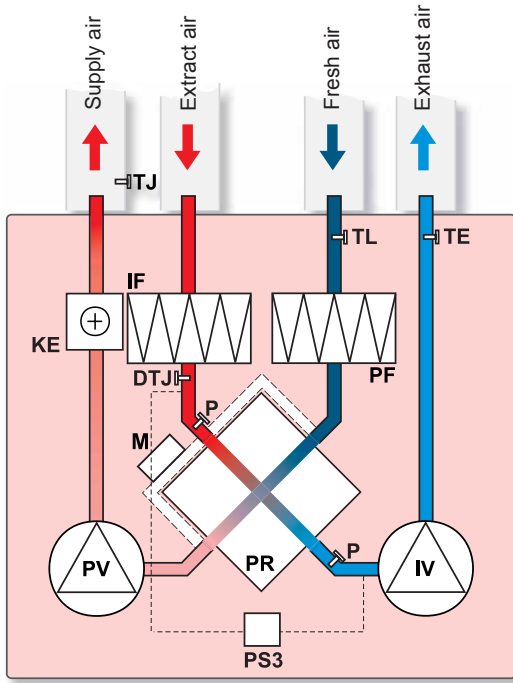 Supply air
Extract air
Fresh air
Exhaust air
TJ
TL
TE
IF
KE
PF
DTJ
P
M
P
PV
PR
IV
PS3